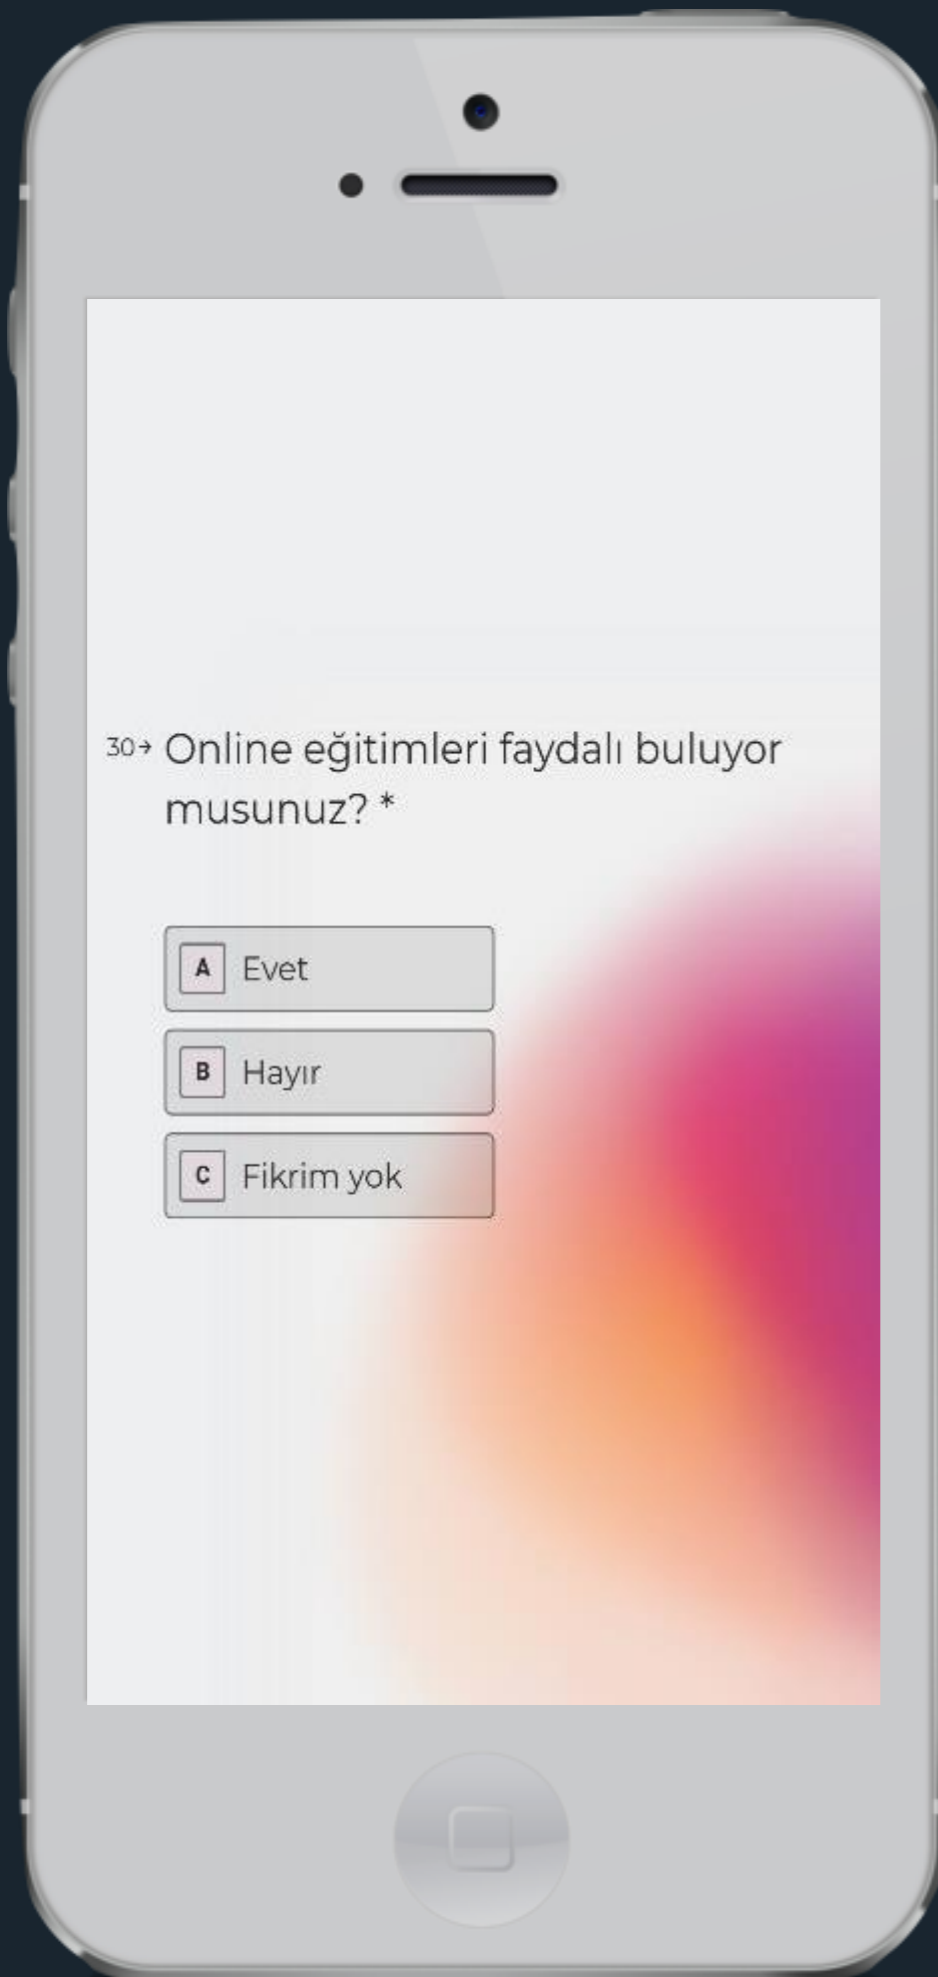 30→ Online eğitimleri faydalı buluyor
musunuz? *
A Evet
B Hayır
C Fikrim yok